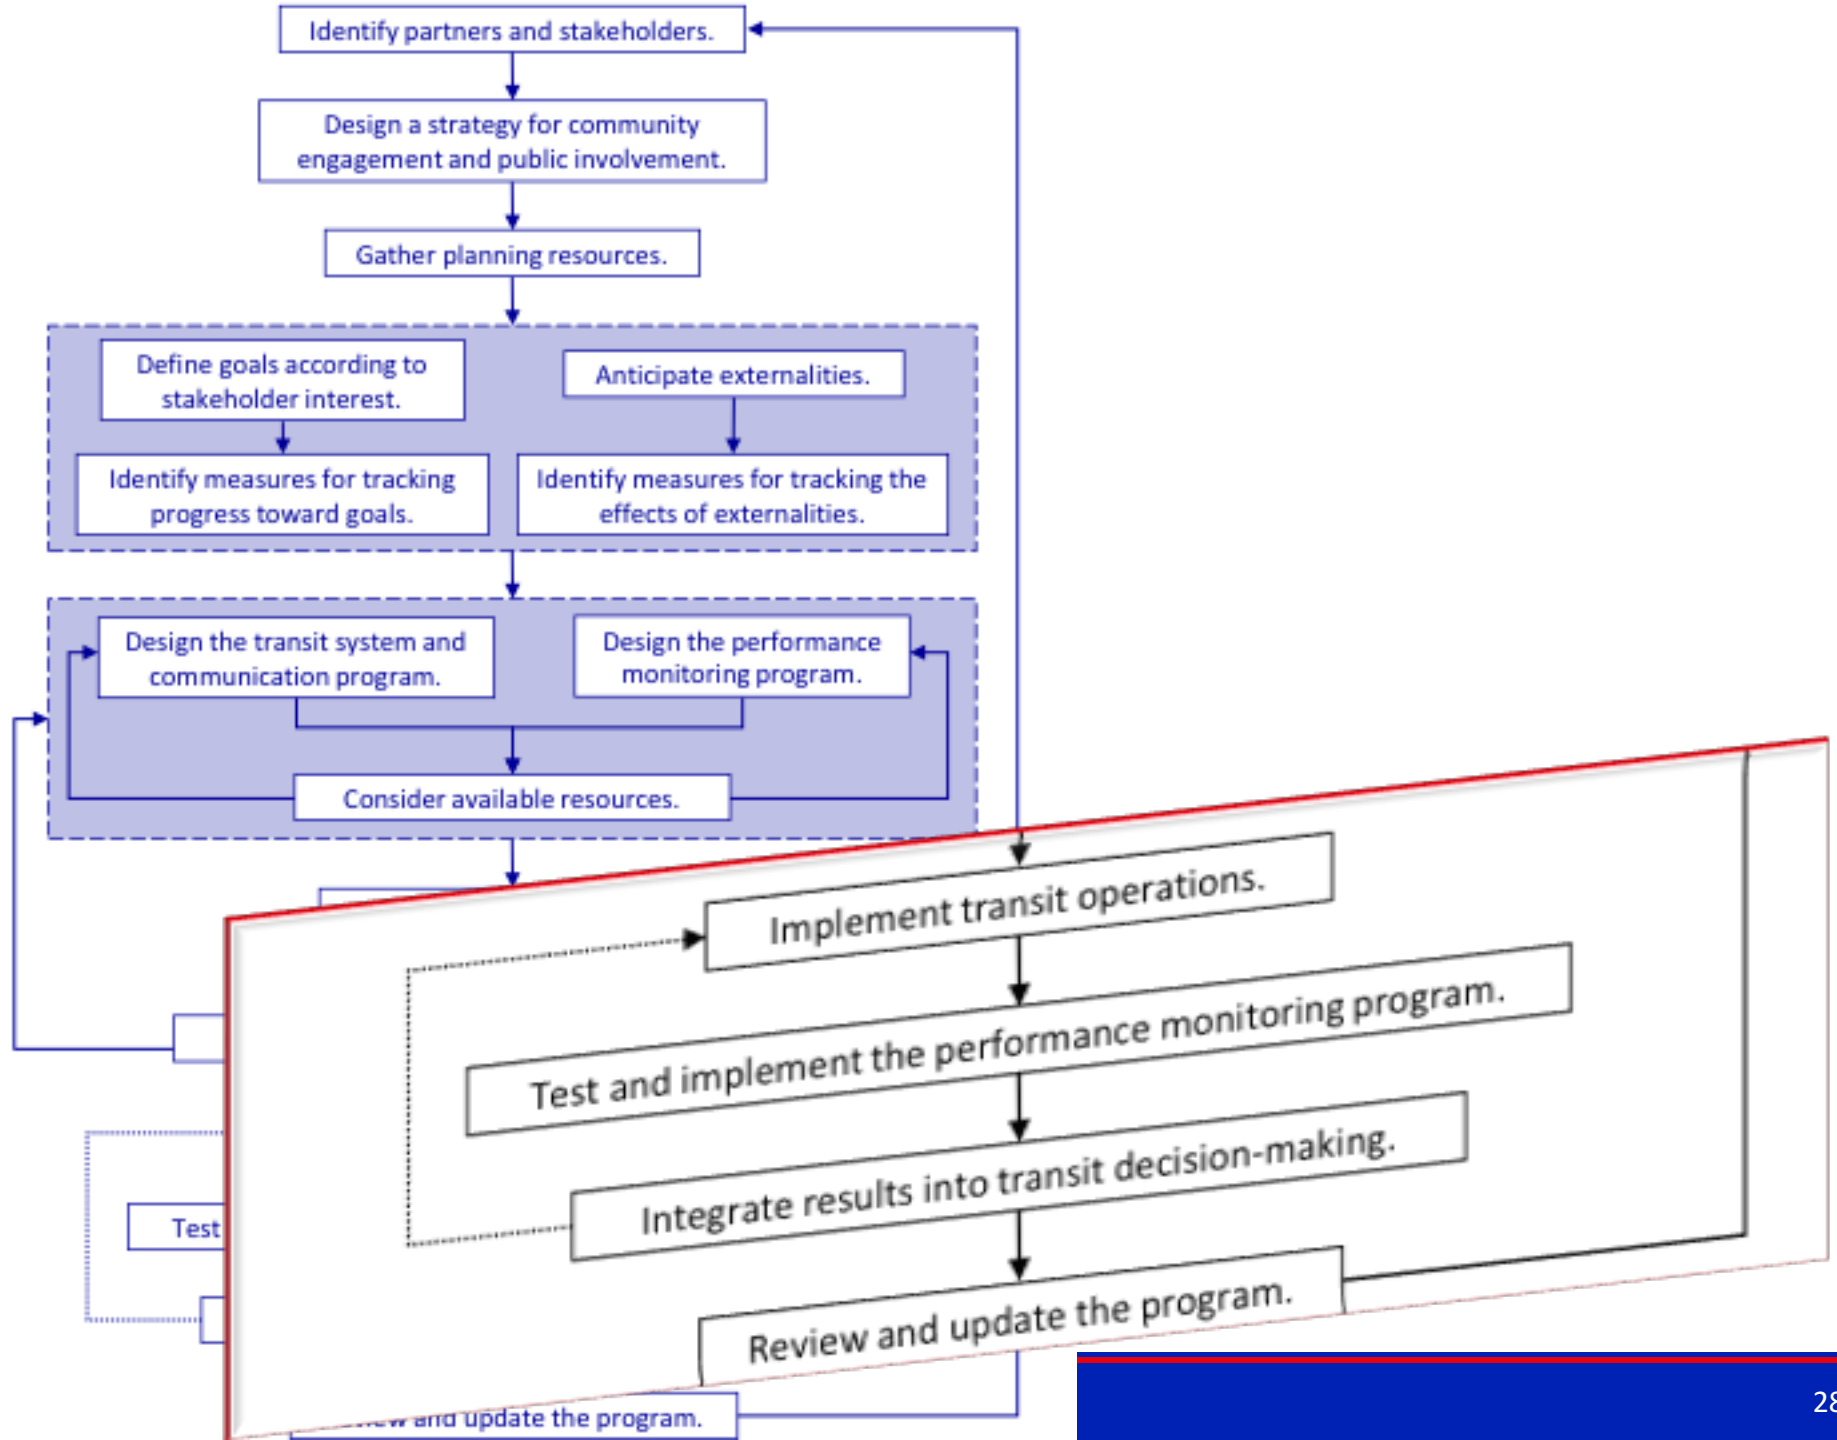 Identify partners and stakeholders.
Design a strategy for community
engagement and public involvement.
Gather planning resources.
Define goals according to
stakeholder interest.
Anticipate externalities.
Identify measures for tracking
progress toward goals.
Identify measures for tracking the
effects of externalities.
Design the transit system and
communication program.
Design the performance
monitoring program.
Consider available resources.
Implement transit operations.
Test and implement the performance monitoring program.
Integrate results into transit decision-making.
Review and update the program.
Test
and update the program.
28